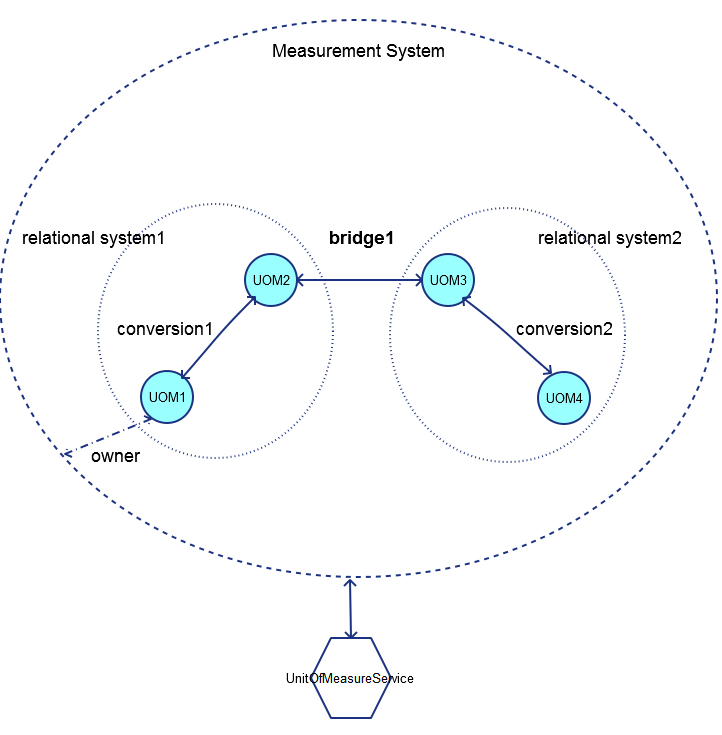 Measurement System
relational system1
bridge1
relational system2
UOM2
UOM3
conversion1
conversion2
UOM1
UOM4
owner
UnitOfMeasureService